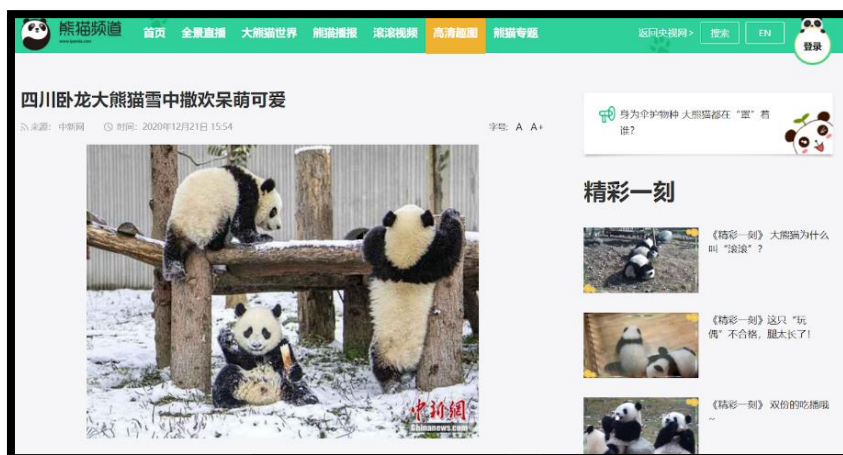 熊猫频道
www.ipanda.com
首页 全景直播 大熊猫世界 熊猫播报 滚滚视频 高清趣图 熊猫专题
返回央视网> 搜索 EN
登录
四川卧龙大熊猫雪中撒欢呆萌可爱
来源: 中新网 时间: 2020年12月21日 15:54 字号: A A+
中新網
Chinanews.com
身为伞护物种 大熊猫都在“罩”着
谁?
精彩一刻
《精彩一刻》 大熊猫为什么
叫“滚滚”?
《精彩一刻》这只“玩
偶”不合格,腿太长了!
《精彩一刻》 双份的吃播哦
~